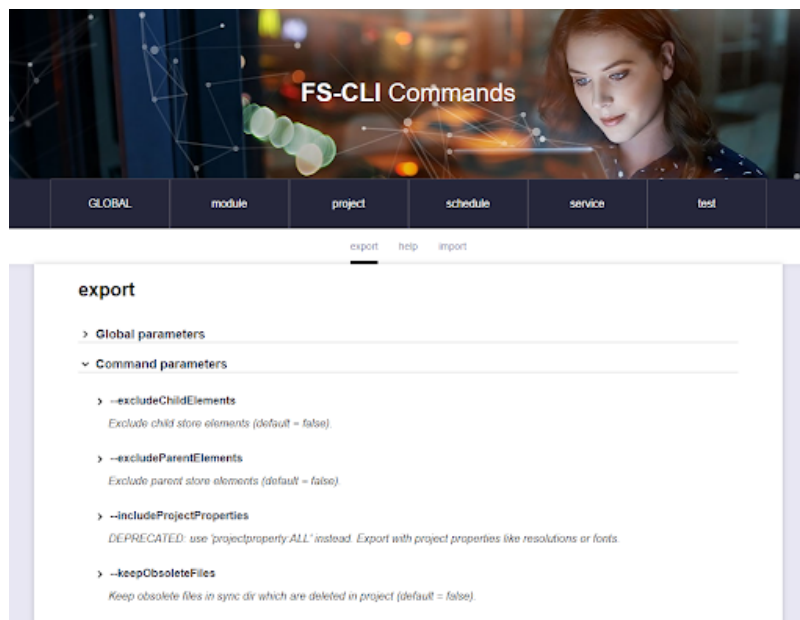 FS-CLI Commands
GLOBAL module project schedule service test
export help import
export
Global parameters
Command parameters
--excludeChildElements
Exclude child store elements (default = false).
--excludeParentElements
Exclude parent store elements (default = false).
--includeProjectProperties
DEPRECATED: use 'projectproperty:ALL' instead. Export with project properties like resolutions or fonts.
--keepObsoleteFiles
Keep obsolete files in sync dir which are deleted in project (default = false).